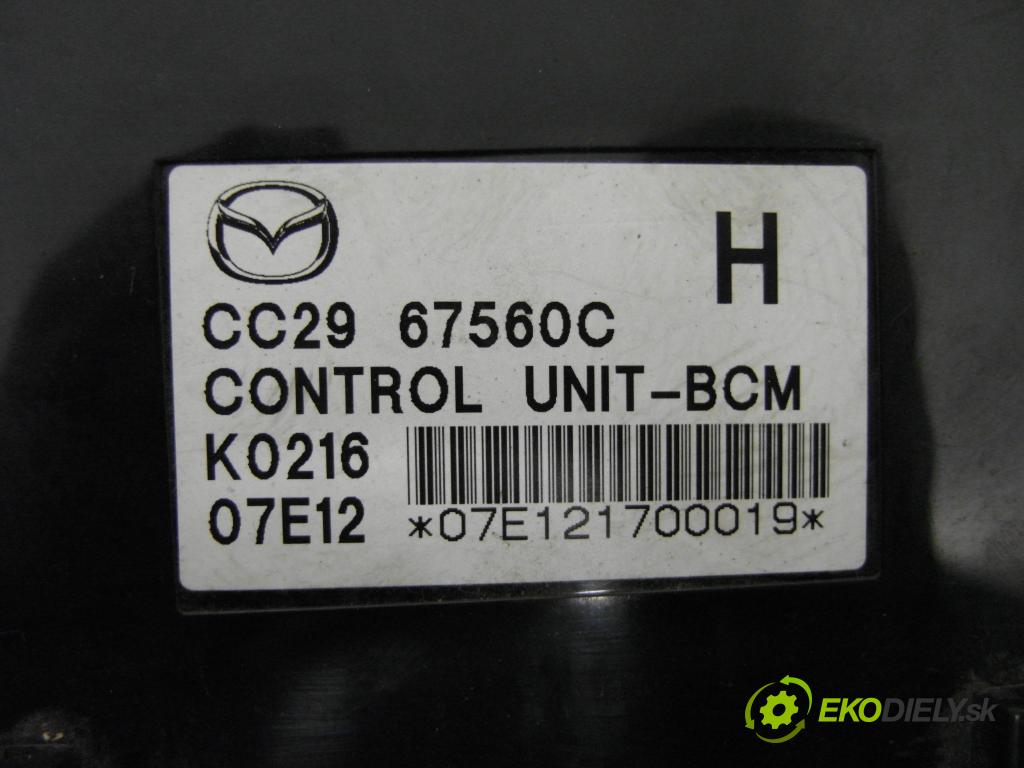 H
CC29 67560C
CONTROL UNIT-BCM
K0216
07E12
*07E121700019*
EKODIELY.sk